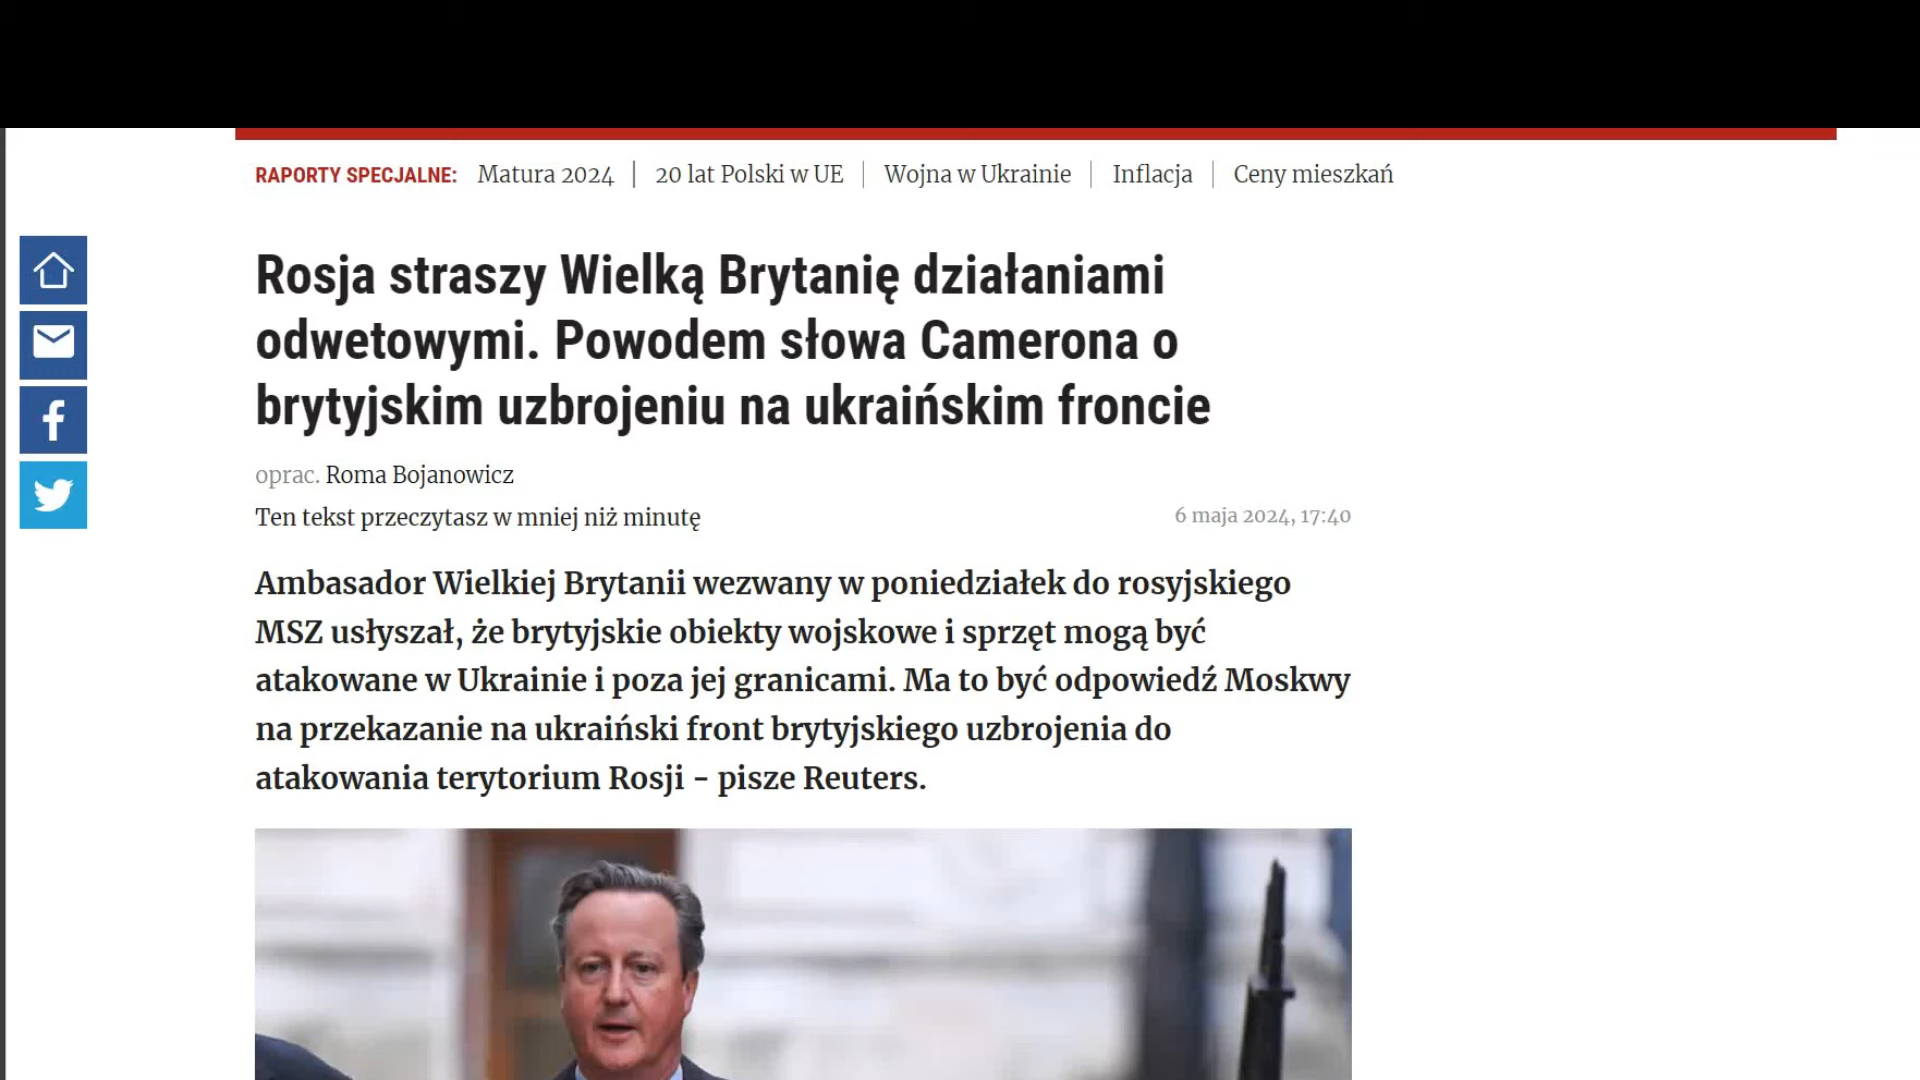 RAPORTY SPECJALNE: Matura 2024 | 20 lat Polski w UE | Wojna w Ukrainie | Inflacja | Ceny mieszkań
Rosja straszy Wielką Brytanię działaniami
odwetowymi. Powodem słowa Camerona o
brytyjskim uzbrojeniu na ukraińskim froncie
oprac. Roma Bojanowicz
Ten tekst przeczytasz w mniej niż minutę
6 maja 2024, 17:40
Ambasador Wielkiej Brytanii wezwany w poniedziałek do rosyjskiego
MSZ usłyszał, że brytyjskie obiekty wojskowe i sprzęt mogą być
atakowane w Ukrainie i poza jej granicami. Ma to być odpowiedź Moskwy
na przekazanie na ukraiński front brytyjskiego uzbrojenia do
atakowania terytorium Rosji - pisze Reuters.